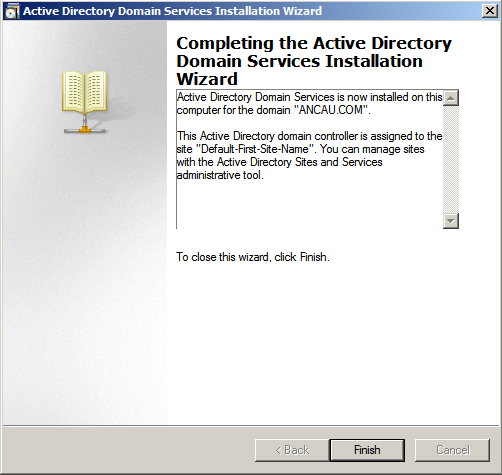 Active Directory Domain Services Installation Wizard
Completing the Active Directory
Domain Services Installation
Wizard
Active Directory Domain Services is now installed on this
computer for the domain "ANCAU.COM".
This Active Directory domain controller is assigned to the
site "Default-First-Site-Name". You can manage sites
with the Active Directory Sites and Services
administrative tool.
To close this wizard, click Finish.
< Back
Finish
Cancel